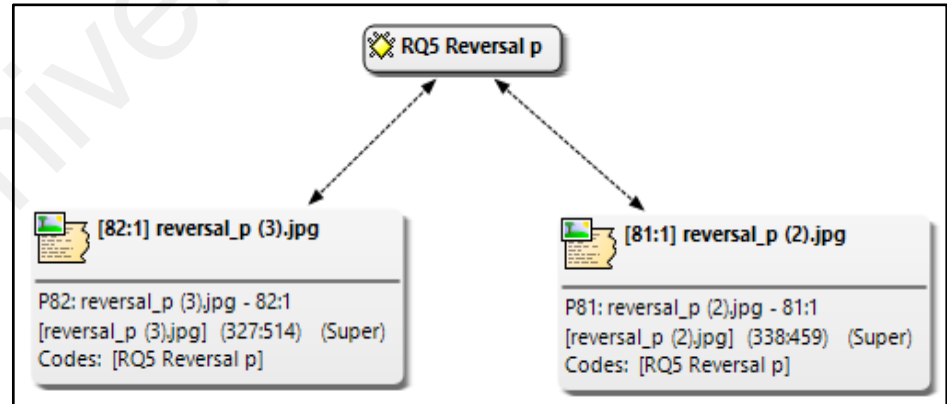 RQ5 Reversal p
[82:1] reversal_p (3).jpg
P82: reversal_p (3).jpg - 82:1
[reversal_p (3).jpg] (327:514) (Super)
Codes: [RQ5 Reversal p]
[81:1] reversal_p (2).jpg
P81: reversal_p (2).jpg - 81:1
[reversal_p (2).jpg] (338:459) (Super)
Codes: [RQ5 Reversal p]